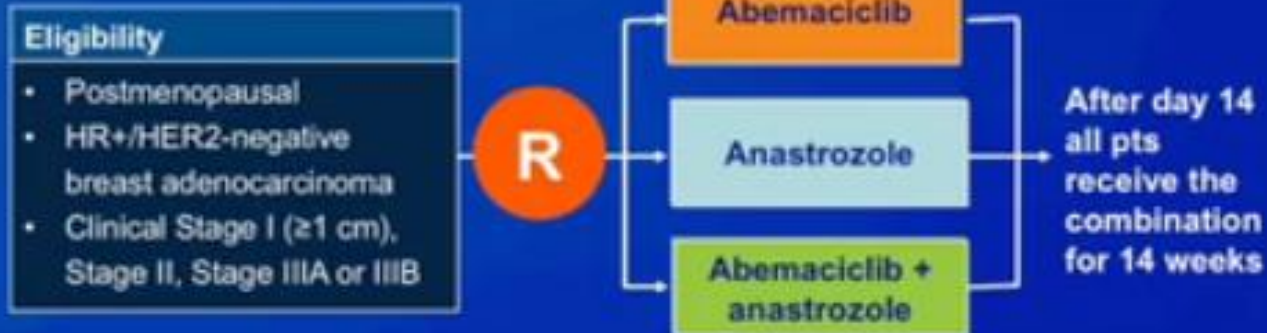 Eligibility
• Postmenopausal
• HR+/HER2-negative
breast adenocarcinoma
• Clinical Stage I (≥1 cm),
Stage II, Stage IIIA or IIIB
R
Abemaciclib
Anastrozole
Abemaciclib +
anastrozole
After day 14
all pts
receive the
combination
for 14 weeks